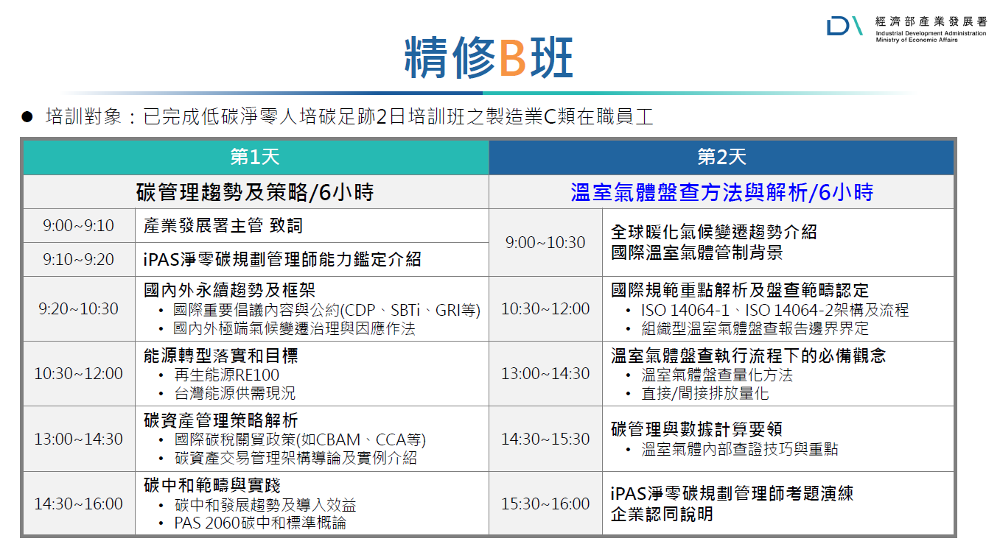 經濟部產業發展署
Industrial Development Administration
Ministry of Economic Affairs
精修B班
● 培訓對象：已完成低碳淨零人培碳足跡2日培訓班之製造業C類在職員工
第1天
碳管理趨勢及策略/6小時
9:00~9:10
產業發展署主管 致詞
9:10~9:20
iPAS淨零碳規劃管理師能力鑑定介紹
9:20~10:30
國內外永續趨勢及框架
• 國際重要倡議內容與公約(CDP、SBTi、GRI等)
• 國內外極端氣候變遷治理與因應作法
10:30~12:00
能源轉型落實和目標
• 再生能源RE100
• 台灣能源供需現況
13:00~14:30
碳資產管理策略解析
• 國際碳稅關貿政策(如CBAM、CCA等)
• 碳資產交易管理架構導論及實例介紹
14:30~16:00
碳中和範疇與實踐
• 碳中和發展趨勢及導入效益
• PAS 2060碳中和標準概論
第2天
溫室氣體盤查方法與解析/6小時
9:00~10:30
全球暖化氣候變遷趨勢介紹
國際溫室氣體管制背景
10:30~12:00
國際規範重點解析及盤查範疇認定
• ISO 14064-1、ISO 14064-2架構及流程
• 組織型溫室氣體盤查報告邊界界定
13:00~14:30
溫室氣體盤查執行流程下的必備觀念
• 溫室氣體盤查量化方法
• 直接/間接排放量化
14:30~15:30
碳管理與數據計算要領
• 溫室氣體內部查證技巧與重點
15:30~16:00
iPAS淨零碳規劃管理師考題演練
企業認同說明